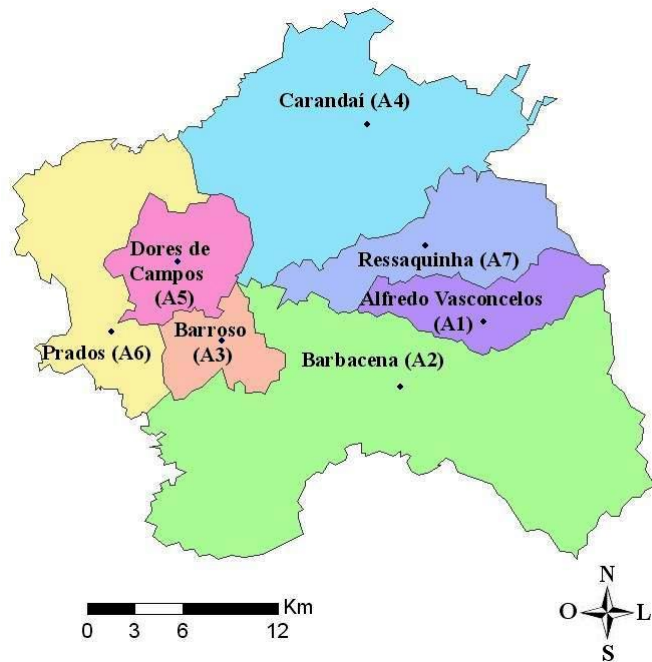 Carandaí (A4)
Dores de
Campos
(A5)
Ressaquinha (A7)
Alfredo Vasconcelos
(A1)
Barroso
(A3)
Prados (A6)
Barbacena (A2)
Km
0 3 6 12
N
O L
S